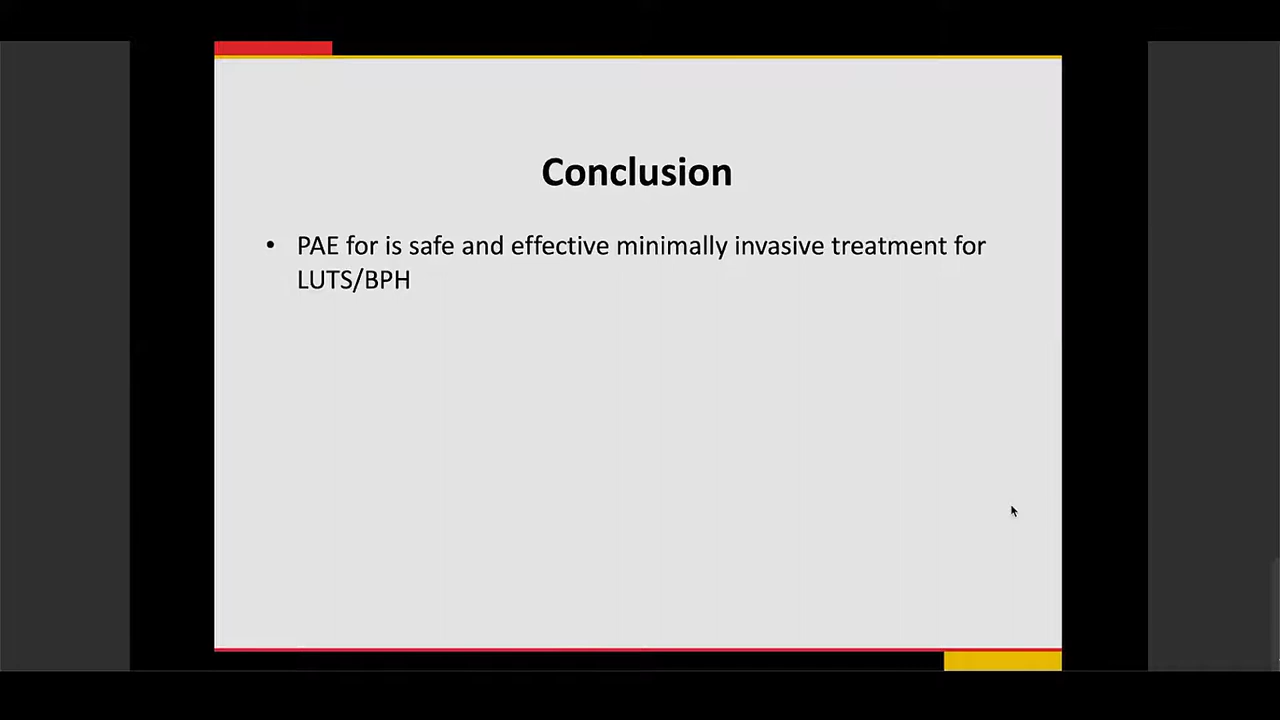 Conclusion
• PAE for is safe and effective minimally invasive treatment for
LUTS/BPH